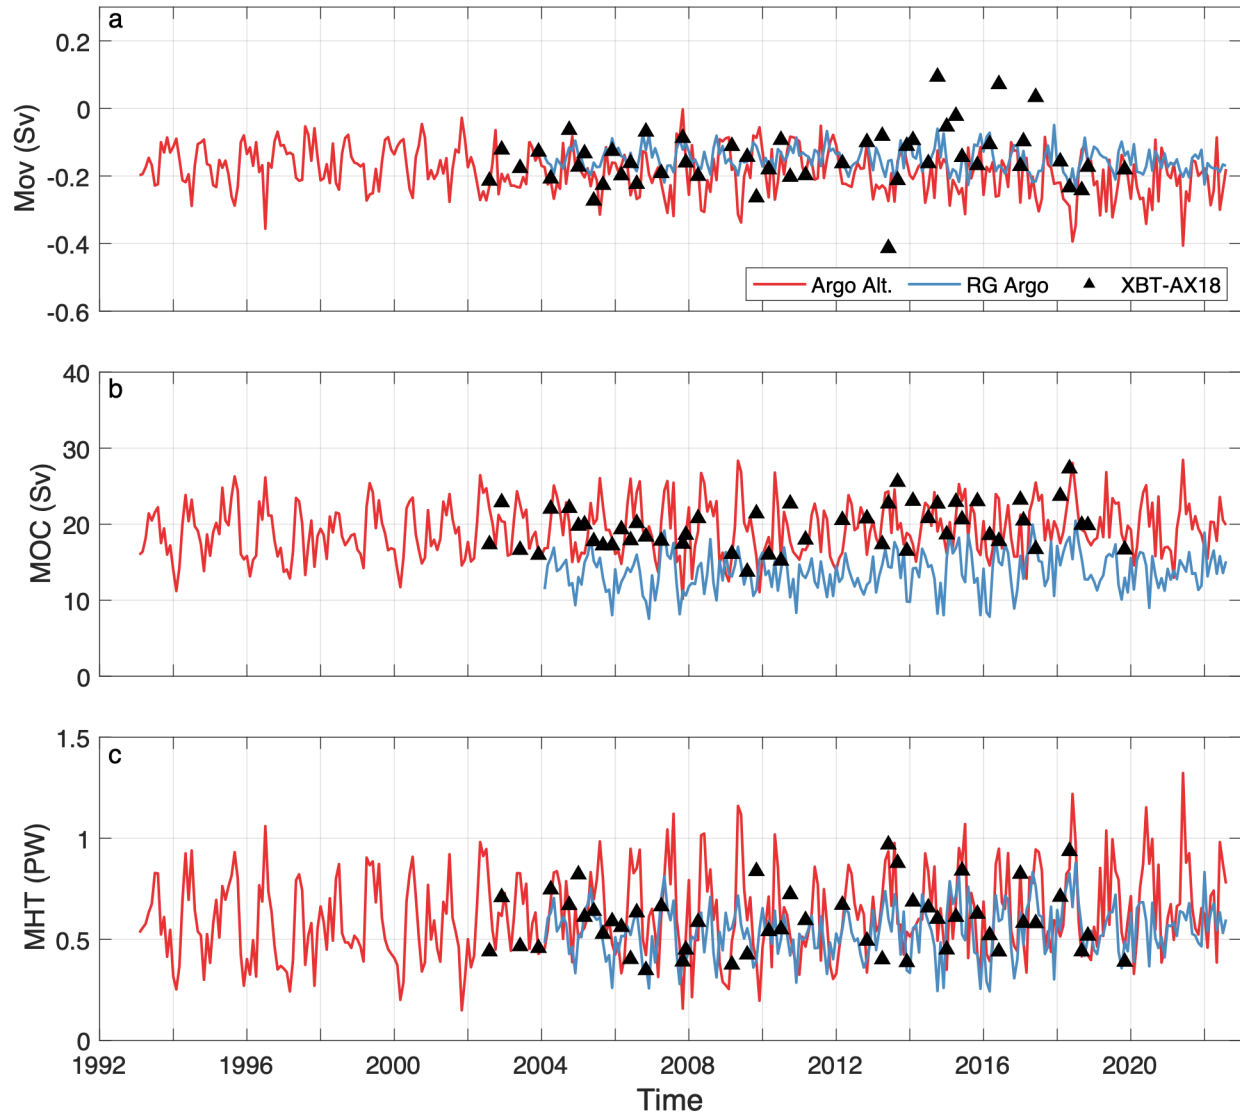 a
0.2
0
-0.2
-0.4
-0.6
Mov (Sv)
Argo Alt. RG Argo XBT-AX18
b
40
30
20
10
0
MOC (Sv)
c
1.5
1
0.5
0
MHT (PW)
1992 1996 2000 2004 2008 2012 2016 2020
Time